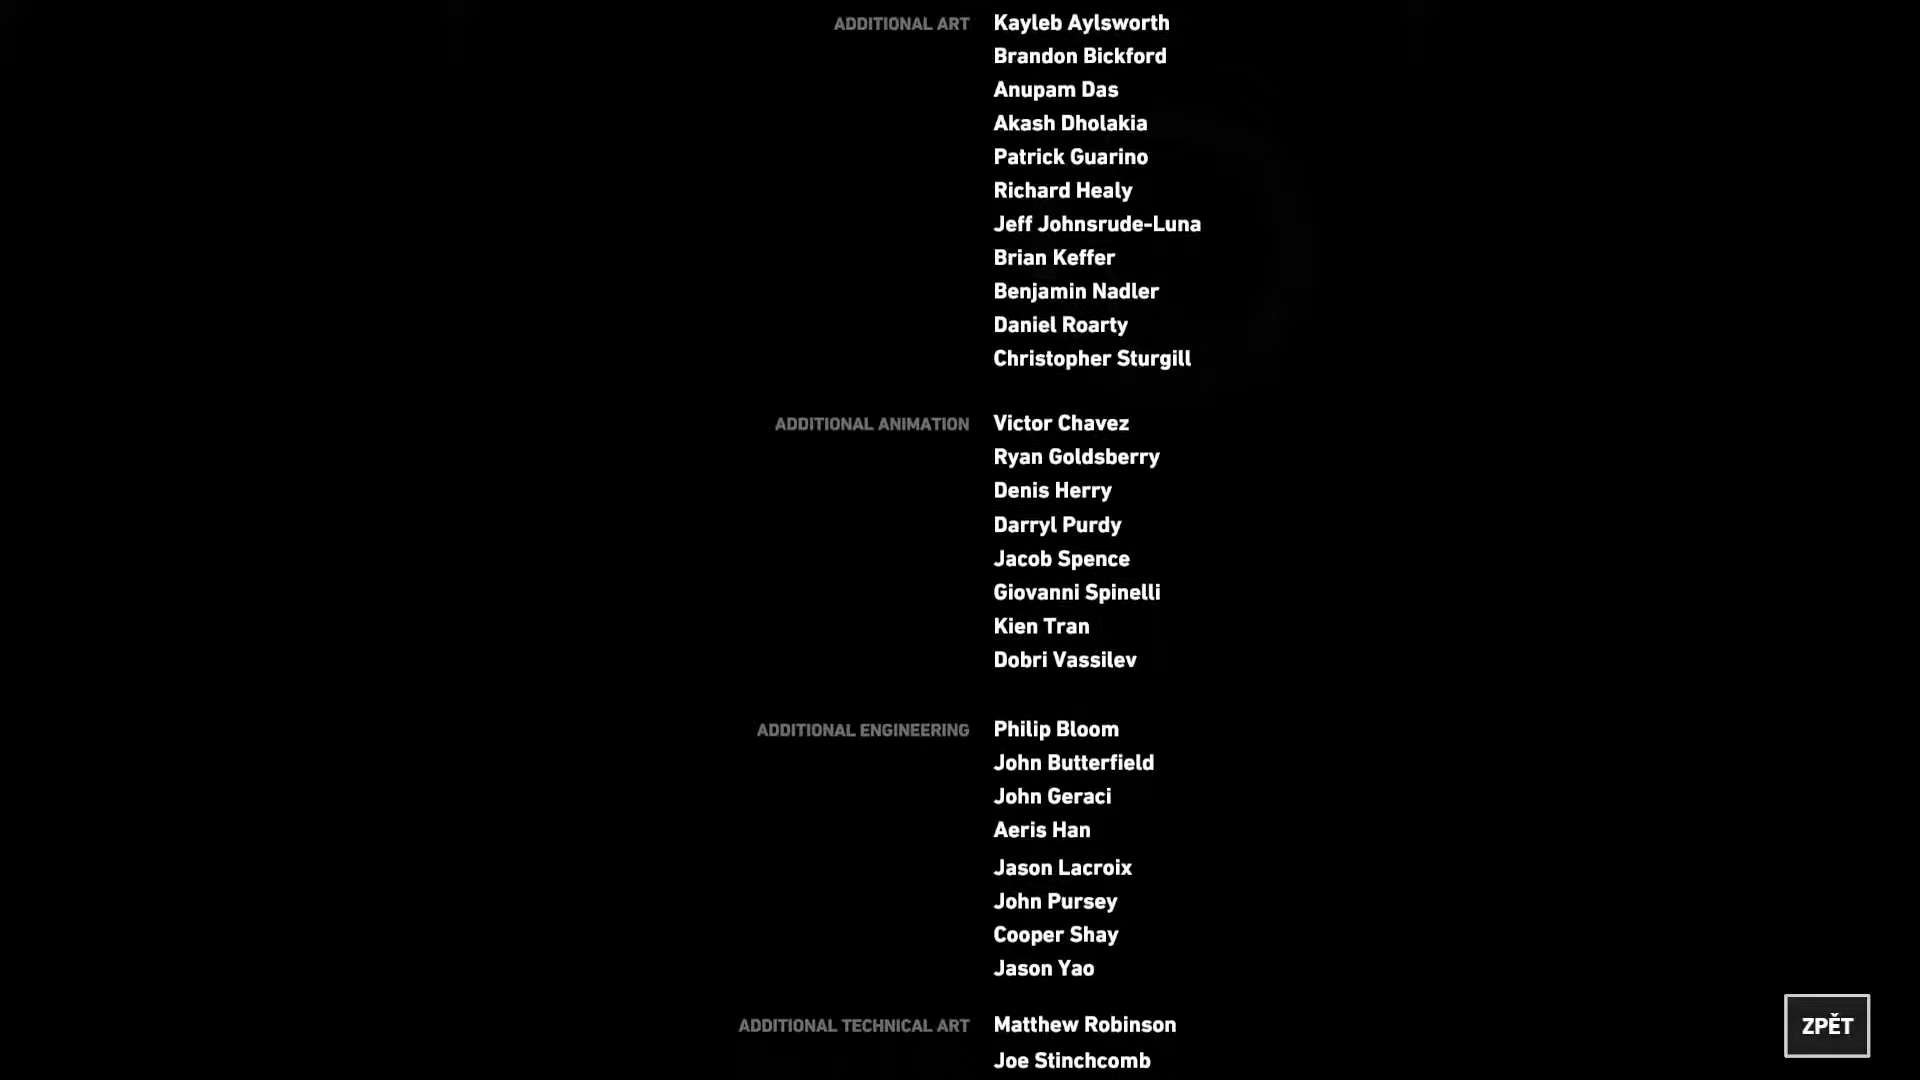 ADDITIONAL ART Kayleb Aylsworth
Brandon Bickford
Anupam Das
Akash Dholakia
Patrick Guarino
Richard Healy
Jeff Johnsrude-Luna
Brian Keffer
Benjamin Nadler
Daniel Roarty
Christopher Sturgill
ADDITIONAL ANIMATION Victor Chavez
Ryan Goldsberry
Denis Herry
Darryl Purdy
Jacob Spence
Giovanni Spinelli
Kien Tran
Dobri Vassilev
ADDITIONAL ENGINEERING Philip Bloom
John Butterfield
John Geraci
Aeris Han
Jason Lacroix
John Pursey
Cooper Shay
Jason Yao
ADDITIONAL TECHNICAL ART Matthew Robinson
Joe Stinchcomb
ZPĚT